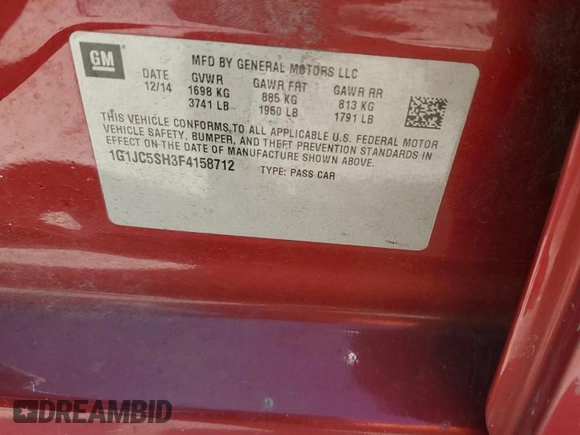 GM
MFD BY GENERAL MOTORS LLC
DATE GVWR GAWR FRT GAWR RR
12/14 1698 KG 885 KG 813 KG
3741 LB 1950 LB 1791 LB
THIS VEHICLE CONFORMS TO ALL APPLICABLE U.S. FEDERAL MOTOR
VEHICLE SAFETY, BUMPER, AND THEFT PREVENTION STANDARDS IN
EFFECT ON THE DATE OF MANUFACTURE SHOWN ABOVE.
1G1JC5SH3F4158712 TYPE: PASS CAR
DREAMBID